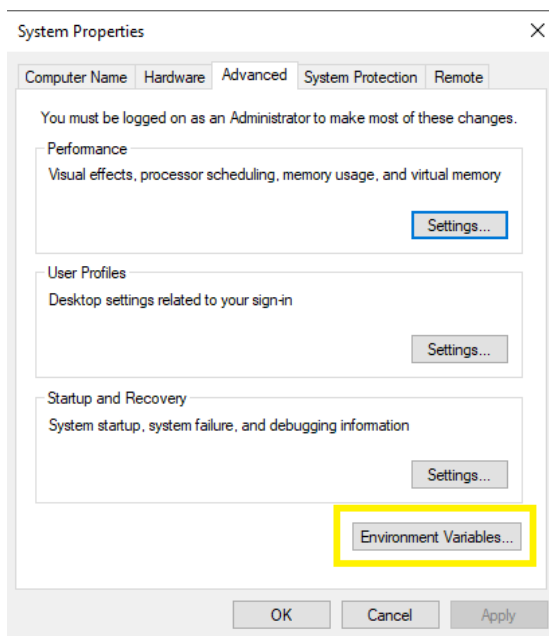 System Properties
Computer Name Hardware Advanced System Protection Remote
You must be logged on as an Administrator to make most of these changes.
Performance
Visual effects, processor scheduling, memory usage, and virtual memory
Settings...
User Profiles
Desktop settings related to your sign-in
Settings...
Startup and Recovery
System startup, system failure, and debugging information
Settings...
Environment Variables...
OK Cancel Apply